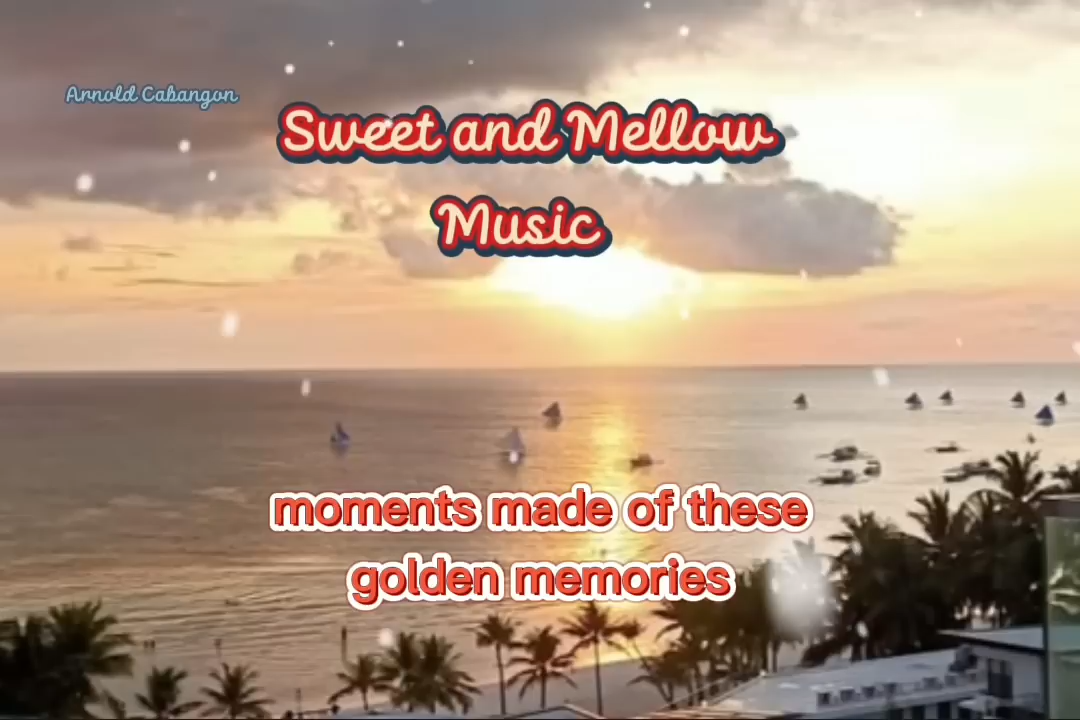 Arnold Cabangon
Sweet and Mellow
Music
moments made of these
golden memories